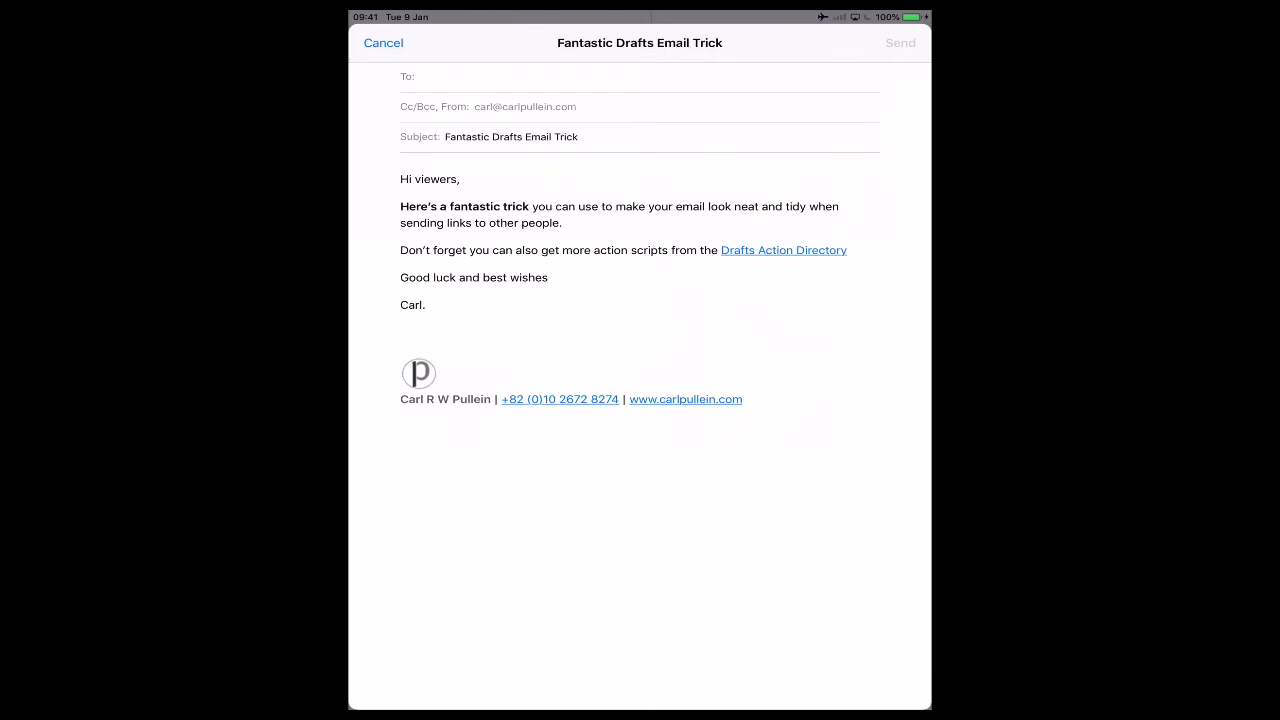 09:41 Tue 9 Jan 100%
Cancel Fantastic Drafts Email Trick Send
To:
Cc/Bcc, From: carl@carlpullein.com
Subject: Fantastic Drafts Email Trick
Hi viewers,
Here’s a fantastic trick you can use to make your email look neat and tidy when
sending links to other people.
Don’t forget you can also get more action scripts from the Drafts Action Directory
Good luck and best wishes
Carl.
p
Carl R W Pullein | +82 (0)10 2672 8274 | www.carlpullein.com